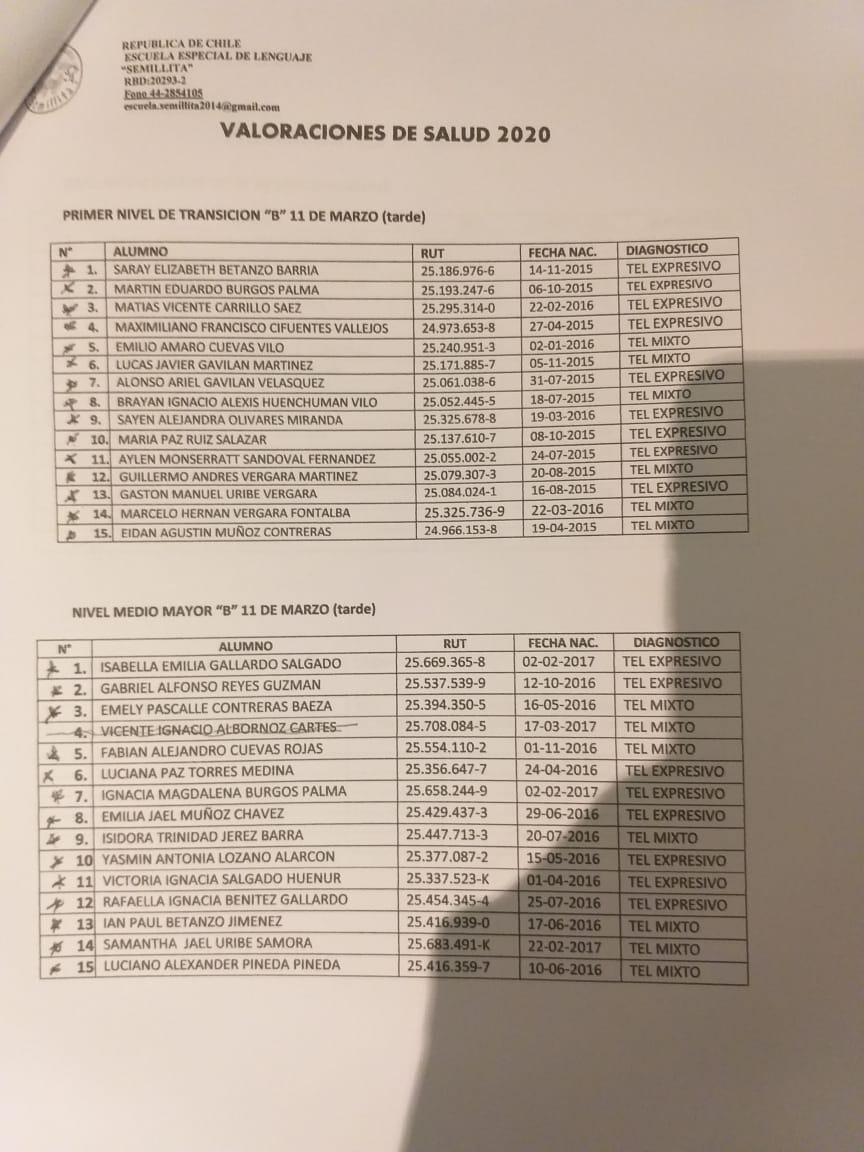 REPUBLICA DE CHILE
ESCUELA ESPECIAL DE LENGUAJE
"SEMILLITA"
RBD:20293-2
Fono 44-2854105
escuela.semillita2014@gmail.com
VALORACIONES DE SALUD 2020
PRIMER NIVEL DE TRANSICION "B" 11 DE MARZO (tarde)
N° ALUMNO RUT FECHA NAC. DIAGNOSTICO
1. SARAY ELIZABETH BETANZO BARRIA 25.186.976-6 14-11-2015 TEL EXPRESIVO
2. MARTIN EDUARDO BURGOS PALMA 25.193.247-6 06-10-2015 TEL EXPRESIVO
3. MATIAS VICENTE CARRILLO SAEZ 25.295.314-0 22-02-2016 TEL EXPRESIVO
4. MAXIMILIANO FRANCISCO CIFUENTES VALLEJOS 24.973.653-8 27-04-2015 TEL EXPRESIVO
5. EMILIO AMARO CUEVAS VILO 25.240.951-3 02-01-2016 TEL MIXTO
6. LUCAS JAVIER GAVILAN MARTINEZ 25.171.885-7 05-11-2015 TEL MIXTO
7. ALONSO ARIEL GAVILAN VELASQUEZ 25.061.038-6 31-07-2015 TEL EXPRESIVO
8. BRAYAN IGNACIO ALEXIS HUENCHUMAN VILO 25.052.445-5 18-07-2015 TEL MIXTO
9. SAYEN ALEJANDRA OLIVARES MIRANDA 25.325.678-8 19-03-2016 TEL EXPRESIVO
10. MARIA PAZ RUIZ SALAZAR 25.137.610-7 08-10-2015 TEL EXPRESIVO
11. AYLEN MONSERRATT SANDOVAL FERNANDEZ 25.055.002-2 24-07-2015 TEL EXPRESIVO
12. GUILLERMO ANDRES VERGARA MARTINEZ 25.079.307-3 20-08-2015 TEL MIXTO
13. GASTON MANUEL URIBE VERGARA 25.084.024-1 16-08-2015 TEL EXPRESIVO
14. MARCELO HERNAN VERGARA FONTALBA 25.325.736-9 22-03-2016 TEL MIXTO
15. EIDAN AGUSTIN MUÑOZ CONTRERAS 24.966.153-8 19-04-2015 TEL MIXTO
NIVEL MEDIO MAYOR "B" 11 DE MARZO (tarde)
N° ALUMNO RUT FECHA NAC. DIAGNOSTICO
1. ISABELLA EMILIA GALLARDO SALGADO 25.669.365-8 02-02-2017 TEL EXPRESIVO
2. GABRIEL ALFONSO REYES GUZMAN 25.537.539-9 12-10-2016 TEL EXPRESIVO
3. EMELY PASCALLE CONTRERAS BAEZA 25.394.350-5 16-05-2016 TEL MIXTO
4. VICENTE IGNACIO ALBORNOZ CARTES 25.708.084-5 17-03-2017 TEL MIXTO
5. FABIAN ALEJANDRO CUEVAS ROJAS 25.554.110-2 01-11-2016 TEL MIXTO
6. LUCIANA PAZ TORRES MEDINA 25.356.647-7 24-04-2016 TEL EXPRESIVO
7. IGNACIA MAGDALENA BURGOS PALMA 25.658.244-9 02-02-2017 TEL EXPRESIVO
8. EMILIA JAEL MUÑOZ CHAVEZ 25.429.437-3 29-06-2016 TEL EXPRESIVO
9. ISIDORA TRINIDAD JEREZ BARRA 25.447.713-3 20-07-2016 TEL MIXTO
10 YASMIN ANTONIA LOZANO ALARCON 25.377.087-2 15-05-2016 TEL EXPRESIVO
11 VICTORIA IGNACIA SALGADO HUENUR 25.337.523-K 01-04-2016 TEL EXPRESIVO
12 RAFAELLA IGNACIA BENITEZ GALLARDO 25.454.345-4 25-07-2016 TEL EXPRESIVO
13 IAN PAUL BETANZO JIMENEZ 25.416.939-0 17-06-2016 TEL MIXTO
14 SAMANTHA JAEL URIBE SAMORA 25.683.491-K 22-02-2017 TEL MIXTO
15 LUCIANO ALEXANDER PINEDA PINEDA 25.416.359-7 10-06-2016 TEL MIXTO